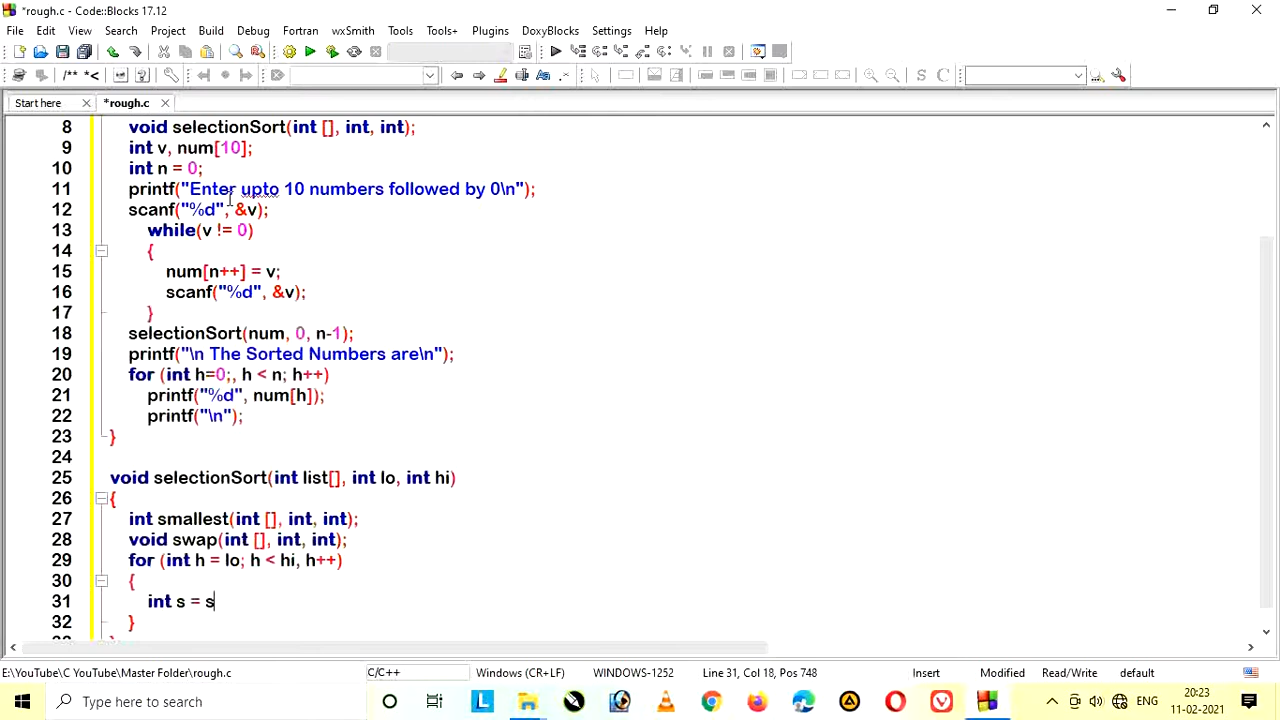 *rough.c - Code::Blocks 17.12
File Edit View Search Project Build Debug Fortran wxSmith Tools Tools+ Plugins DoxyBlocks Settings Help
/** *<
S C
Start here *rough.c
8 void selectionSort(int [], int, int);
9 int v, num[10];
10 int n = 0;
11 printf("Enter upto 10 numbers followed by 0\n");
12 scanf("%d", &v);
13 while(v != 0)
14 {
15 num[n++] = v;
16 scanf("%d", &v);
17 }
18 selectionSort(num, 0, n-1);
19 printf("\n The Sorted Numbers are\n");
20 for (int h=0;, h < n; h++)
21 printf("%d", num[h]);
22 printf("\n");
23 }
24
25 void selectionSort(int list[], int lo, int hi)
26 {
27 int smallest(int [], int, int);
28 void swap(int [], int, int);
29 for (int h = lo; h < hi, h++)
30 {
31 int s = s
32 }
E:\YouTube\C YouTube\Master Folder\rough.c C/C++ Windows (CR+LF) WINDOWS-1252 Line 31, Col 18, Pos 748 Insert Modified Read/Write default
Type here to search
ENG
20:23
11-02-2021